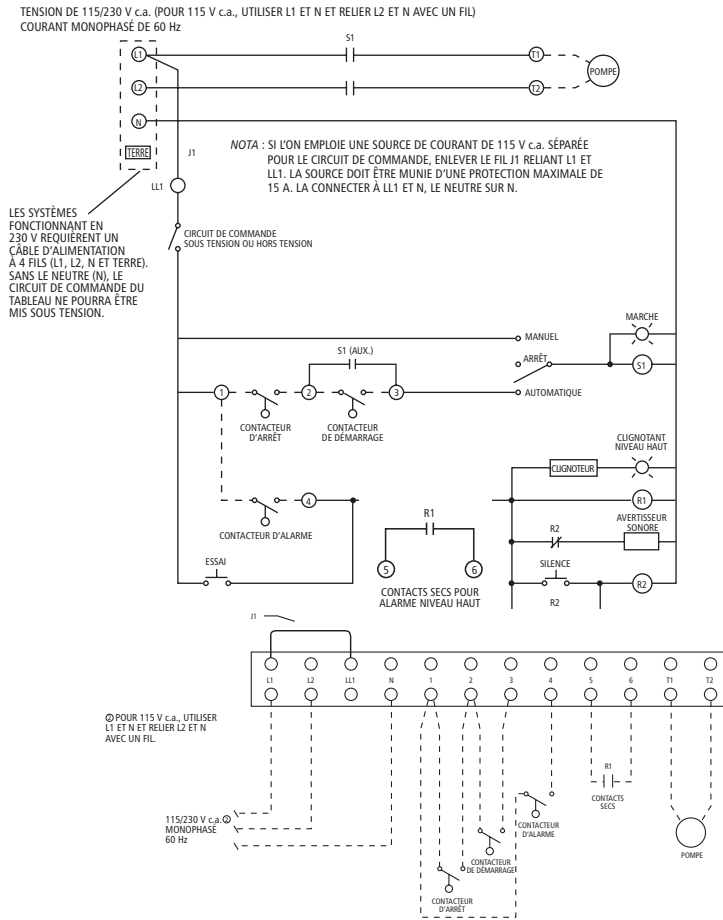 TENSION DE 115/230 V c.a. (POUR 115 V c.a., UTILISER L1 ET N ET RELIER L2 ET N AVEC UN FIL)
COURANT MONOPHASÉ DE 60 Hz
S1
L1
T1
L2
T2
POMPE
N
TERRE
J1
NOTA : SI L'ON EMPLOIE UNE SOURCE DE COURANT DE 115 V c.a. SÉPARÉE
POUR LE CIRCUIT DE COMMANDE, ENLEVER LE FIL J1 RELIANT L1 ET
LL1. LA SOURCE DOIT ÊTRE MUNIE D'UNE PROTECTION MAXIMALE DE
15 A. LA CONNECTER À LL1 ET N, LE NEUTRE SUR N.
LL1
LES SYSTÈMES
FONCTIONNANT EN
230 V REQUIÈRENT UN
CÂBLE D'ALIMENTATION
À 4 FILS (L1, L2, N ET TERRE).
SANS LE NEUTRE (N), LE
CIRCUIT DE COMMANDE DU
TABLEAU NE POURRA ÊTRE
MIS SOUS TENSION.
CIRCUIT DE COMMANDE
SOUS TENSION OU HORS TENSION
MARCHE
MANUEL
S1 (AUX.)
ARRÊT
S1
1
2
3
AUTOMATIQUE
CONTACTEUR
D'ARRÊT
CONTACTEUR
DE DÉMARRAGE
CLIGNOTANT
NIVEAU HAUT
CLIGNOTEUR
4
R1
CONTACTEUR D'ALARME
R1
AVERTISSEUR
SONORE
R2
ESSAI
5
6
SILENCE
R2
CONTACTS SECS POUR
ALARME NIVEAU HAUT
R2
J1
L1 L2 LL1 N 1 2 3 4 5 6 T1 T2
② POUR 115 V c.a., UTILISER
L1 ET N ET RELIER L2 ET N
AVEC UN FIL.
R1
CONTACTS
SECS
115/230 V c.a.②
MONOPHASÉ
60 Hz
CONTACTEUR
D'ALARME
POMPE
CONTACTEUR
DE DÉMARRAGE
CONTACTEUR
D'ARRÊT